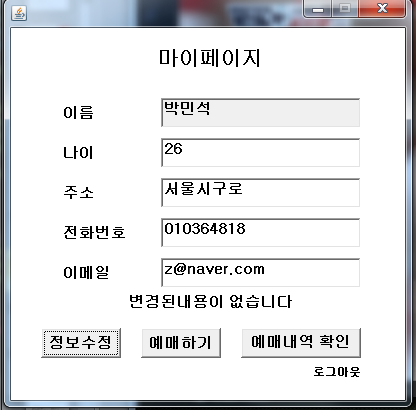 마이페이지
이름 박민석
나이 26
주소 서울시구로
전화번호 010364818
이메일 z@naver.com
변경된내용이 없습니다
정보수정 예매하기 예매내역 확인
로그아웃